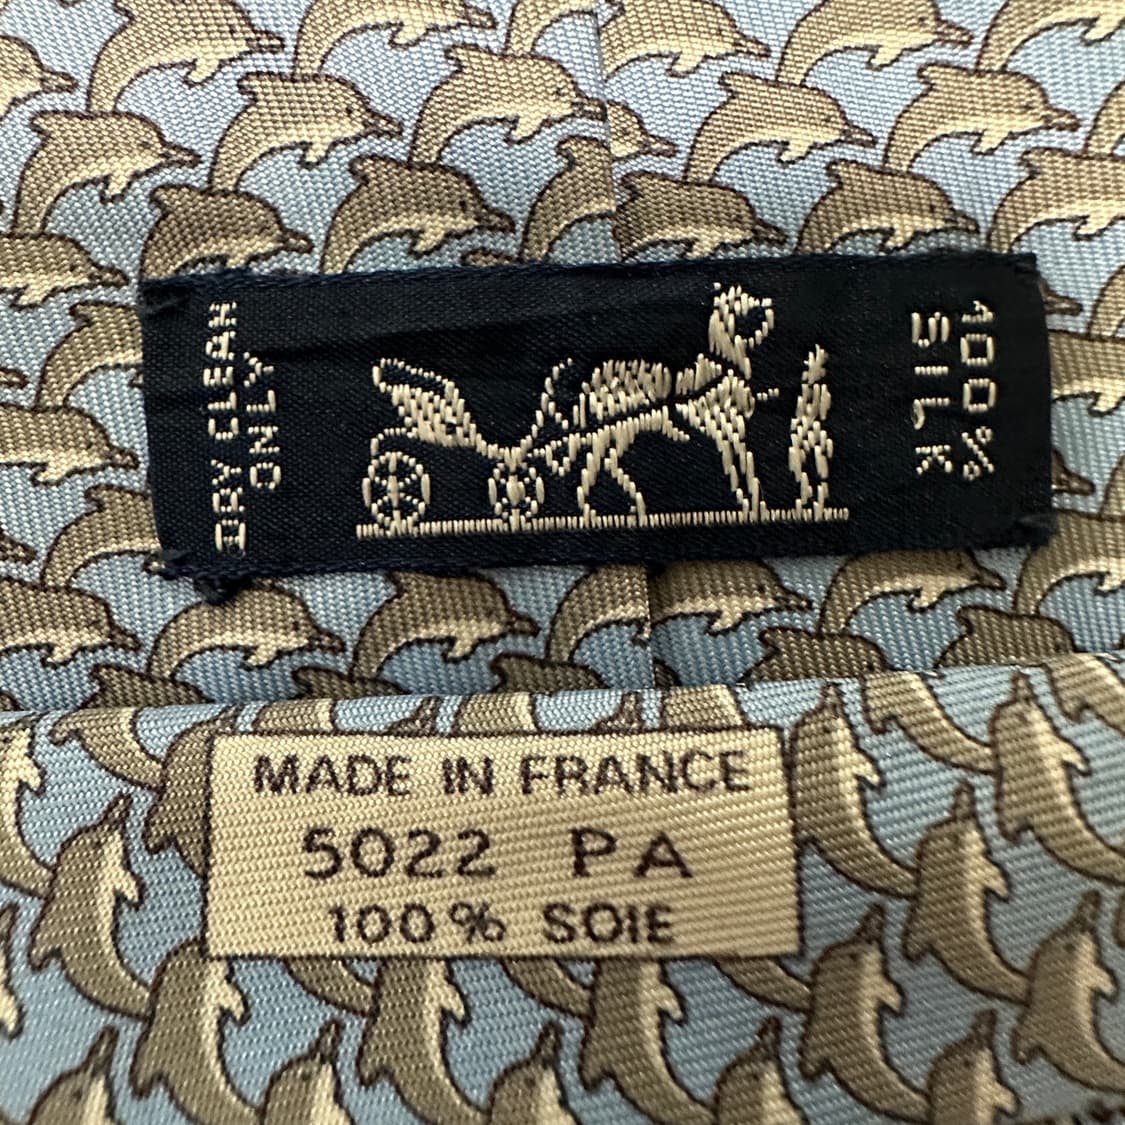 DRY CLEAN
ONLY
100%
SILK
MADE IN FRANCE
5022 PA
100% SOIE